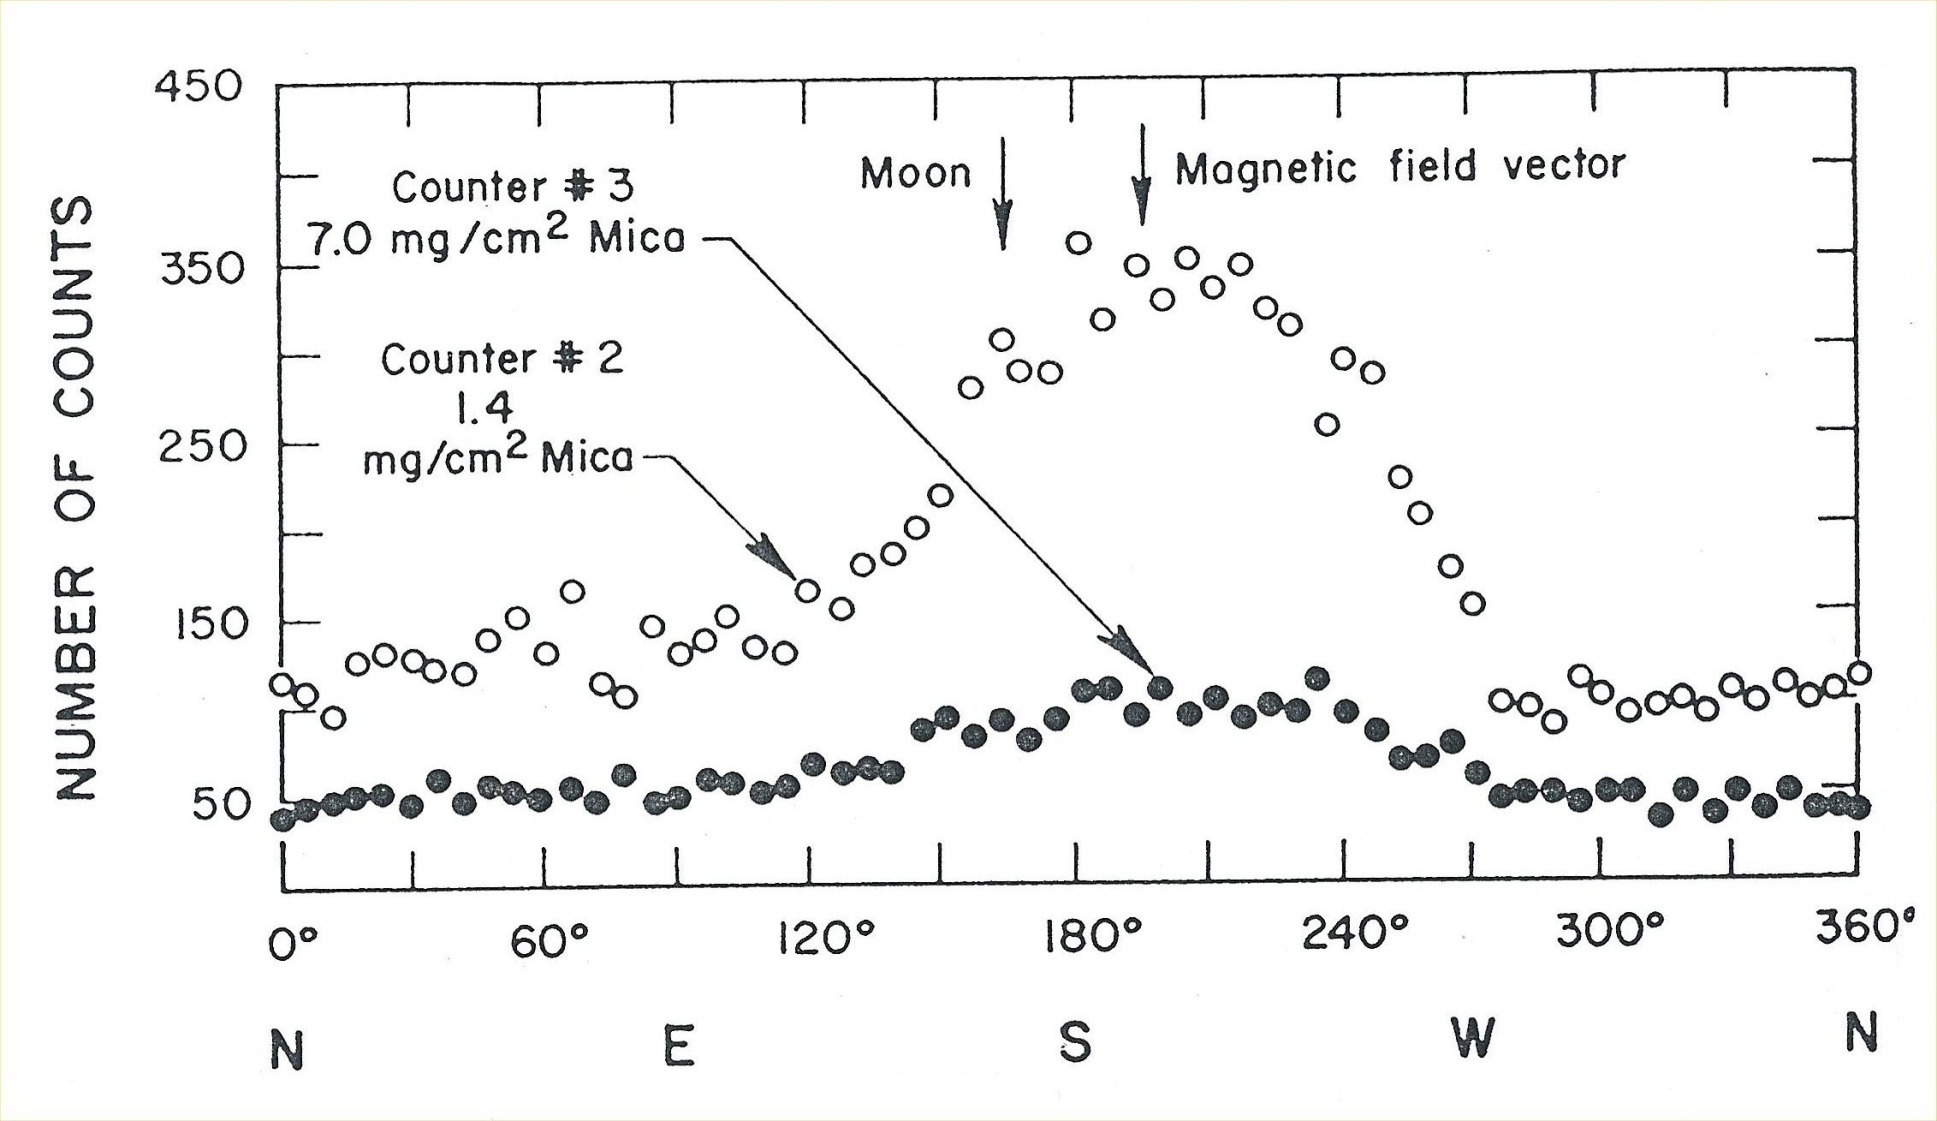 450
350
250
150
50
NUMBER OF COUNTS
Counter # 3
7.0 mg/cm² Mica
Counter # 2
1.4
mg/cm² Mica
Moon
Magnetic field vector
0° 60° 120° 180° 240° 300° 360°
N E S W N